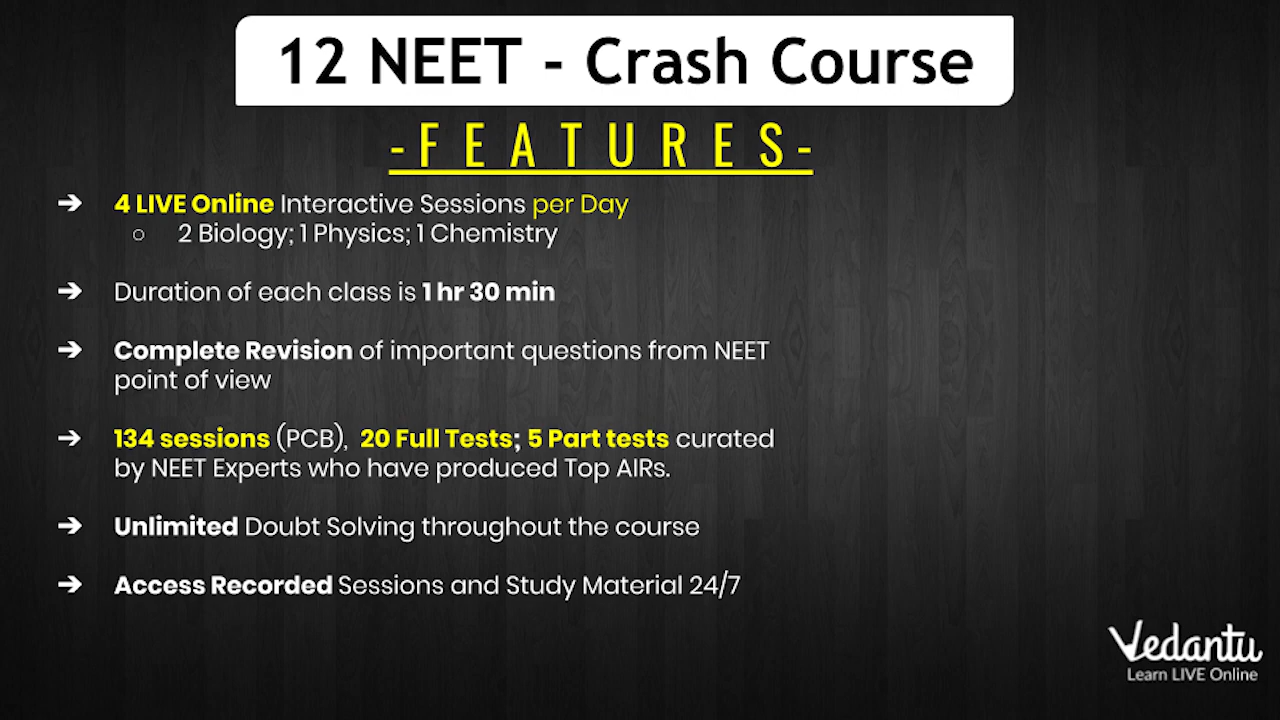 12 NEET - Crash Course
-FEATURES-
➔ 4 LIVE Online Interactive Sessions per Day
○ 2 Biology; 1 Physics; 1 Chemistry
➔ Duration of each class is 1 hr 30 min
➔ Complete Revision of important questions from NEET
point of view
➔ 134 sessions (PCB), 20 Full Tests; 5 Part tests curated
by NEET Experts who have produced Top AIRs.
➔ Unlimited Doubt Solving throughout the course
➔ Access Recorded Sessions and Study Material 24/7
Vedantu
Learn LIVE Online